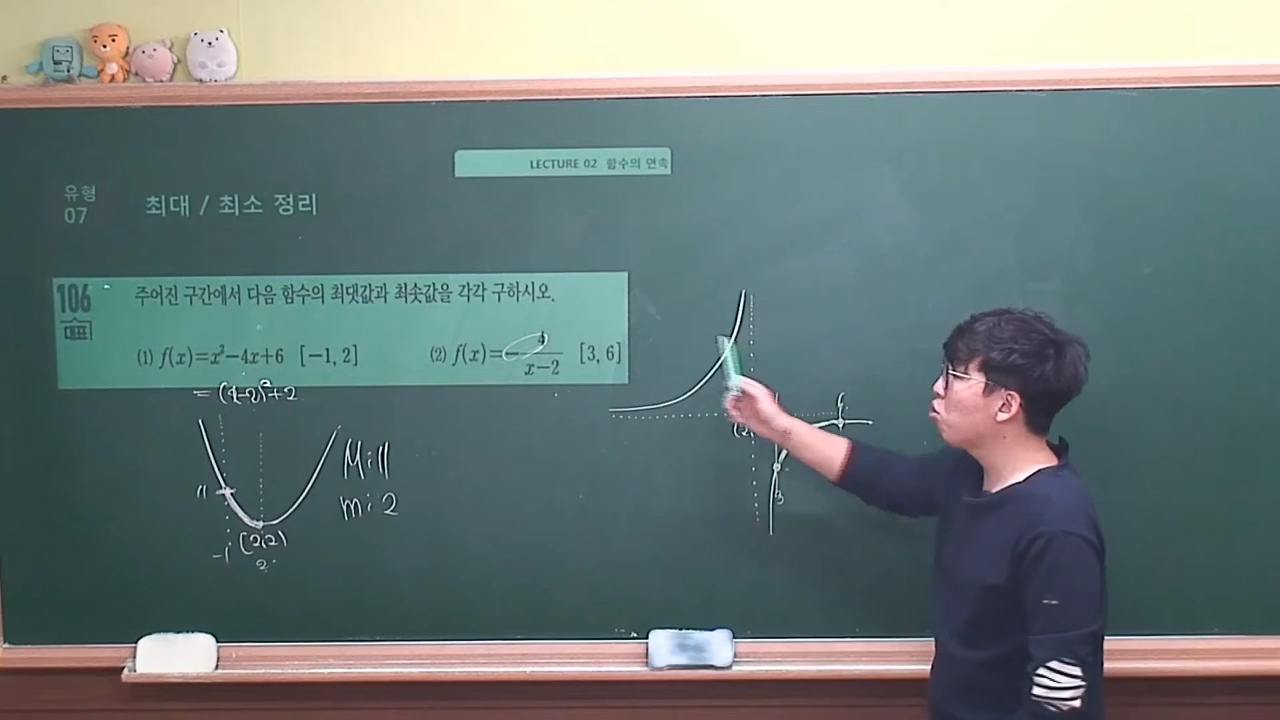 LECTURE 02 함수의 연속
유형
07
최대 / 최소 정리
106
대표
주어진 구간에서 다음 함수의 최댓값과 최솟값을 각각 구하시오.
(1) f(x)=x²-4x+6 [-1, 2]
(2) f(x)=-4/(x-2) [3, 6]
= (x-2)²+2
M: 11
m: 2
11
(2,2)
-1
2
(2)
3
6